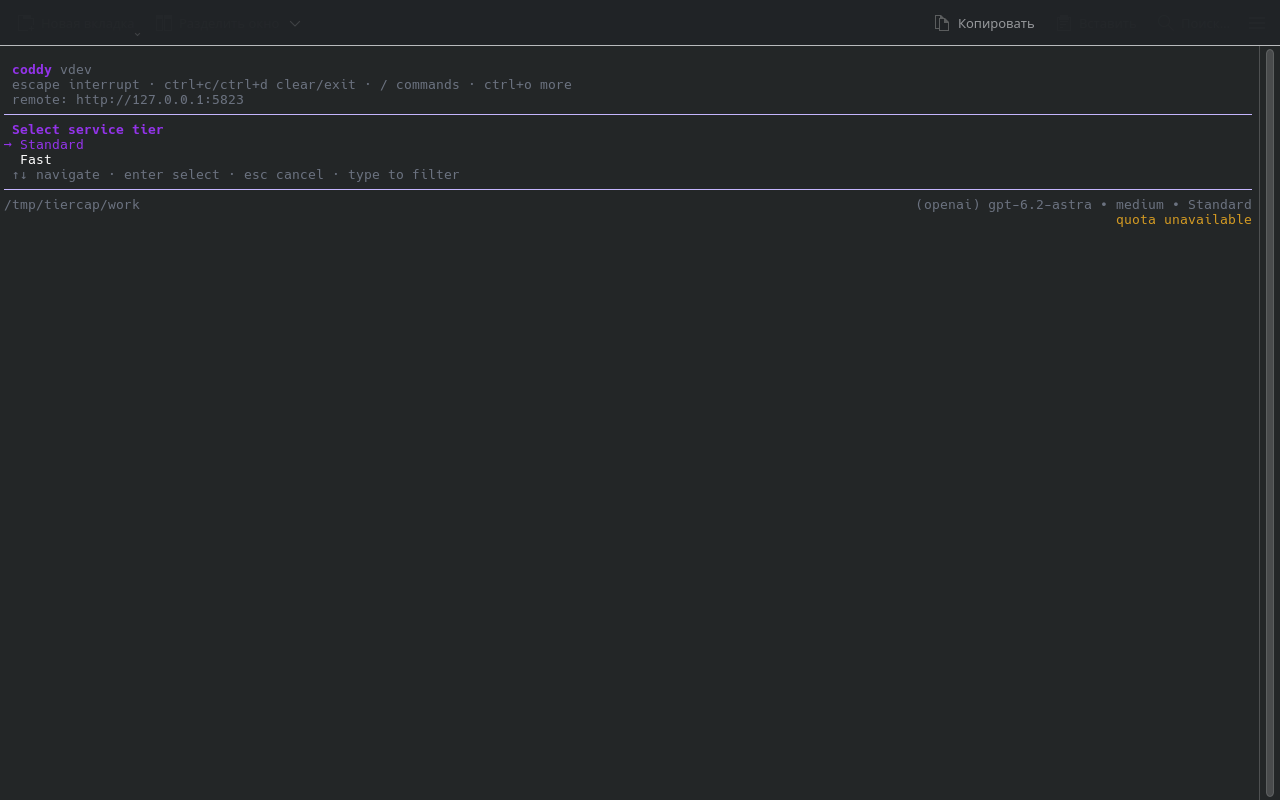 Копировать
coddy vdev
escape interrupt · ctrl+c/ctrl+d clear/exit · / commands · ctrl+o more
remote: http://127.0.0.1:5823
Select service tier
→ Standard
Fast
↑↓ navigate · enter select · esc cancel · type to filter
/tmp/tiercap/work (openai) gpt-6.2-astra • medium • Standard
quota unavailable